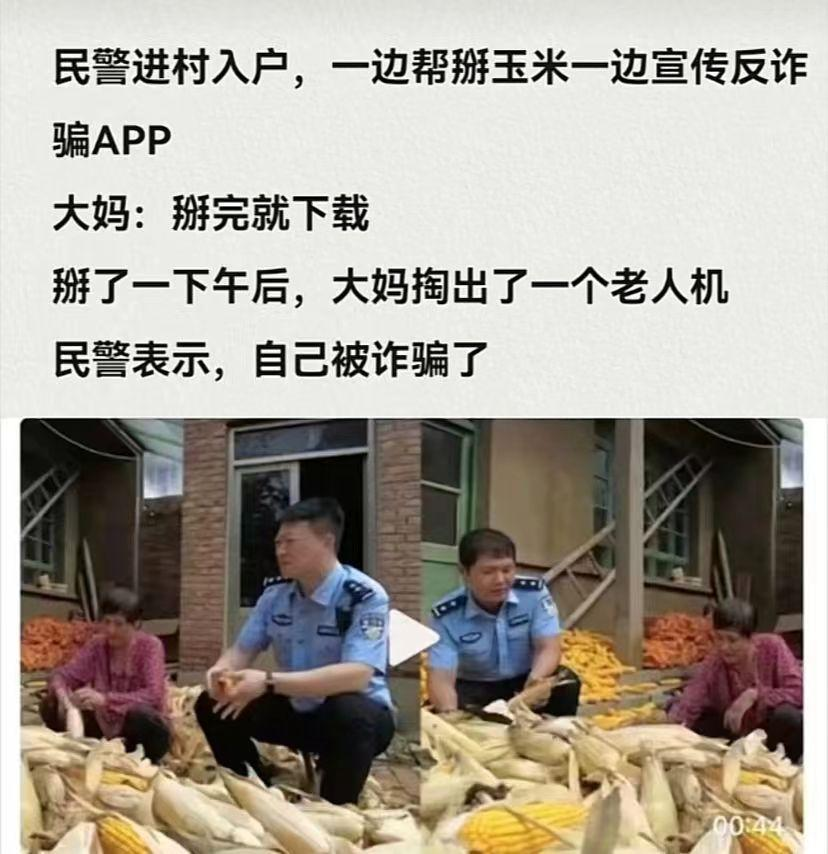 民警进村入户，一边帮掰玉米一边宣传反诈
骗APP
大妈：掰完就下载
掰了一下午后，大妈掏出了一个老人机
民警表示，自己被诈骗了
00:44